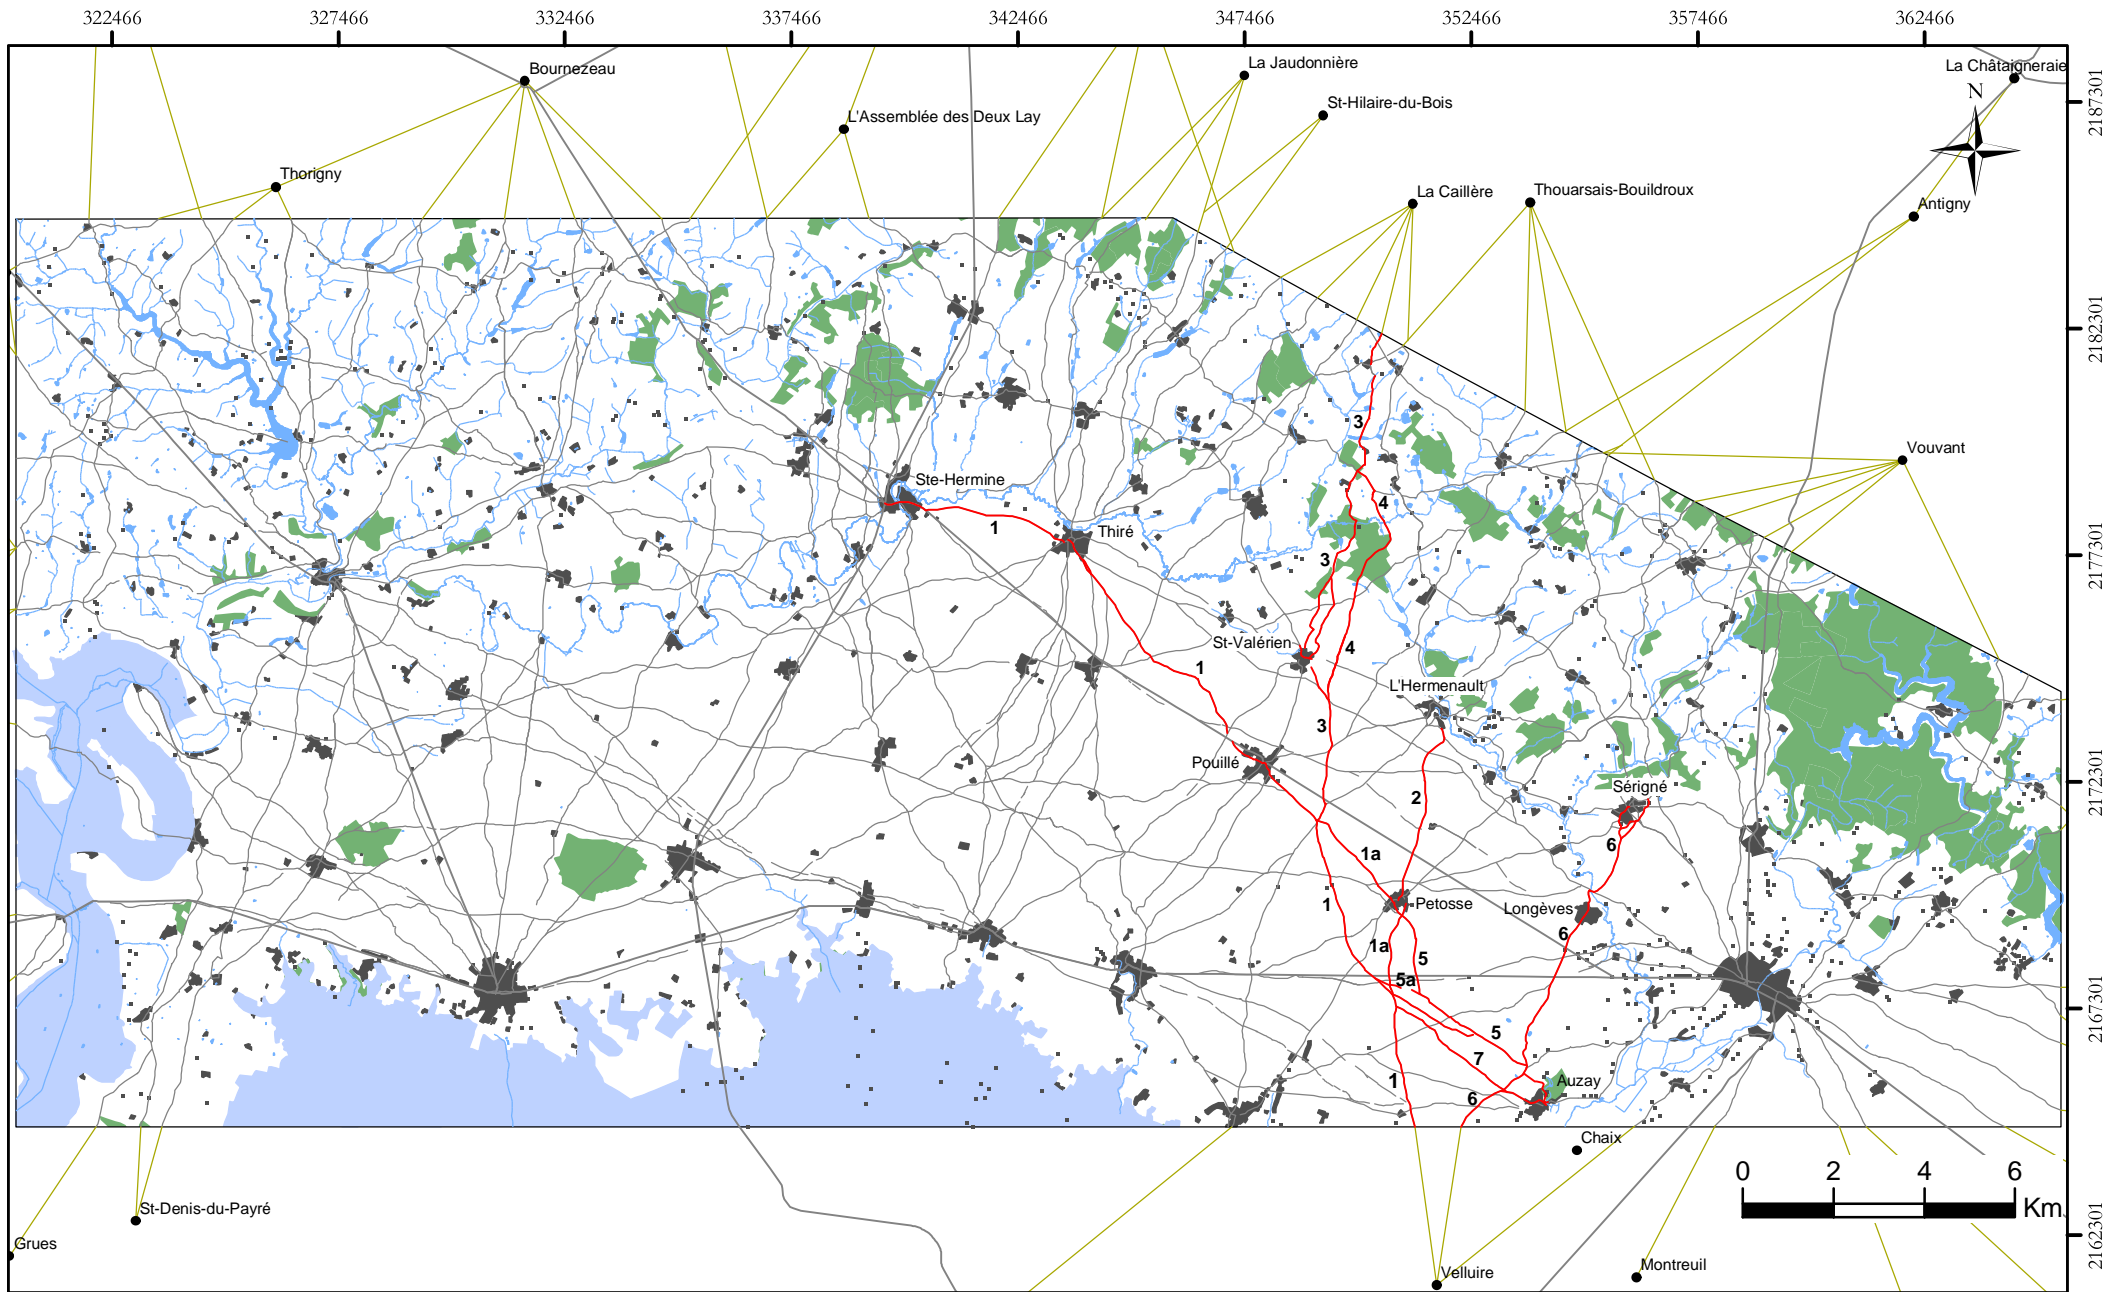 322466 327466 332466 337466 342466 347466 352466 357466 362466
Bournezeau
La Jaudonnière
La Châtaigneraie
St-Hilaire-du-Bois
N
2187301
L'Assemblée des Deux Lay
Thorigny
La Caillère
Thouarsais-Bouildroux
Antigny
2182301
3
Vouvant
Ste-Hermine
4
1
Thiré
3
2177301
St-Valérien
4
1
L'Hermenault
3
Pouillé
2172301
Sérigné
2
6
1a
1
Petosse
Longèves
6
1a
5
5a
2167301
5
7
1
Auzay
6
Chaix
0 2 4 6
Km
St-Denis-du-Payré
Grues
2162301
Velluire
Montreuil